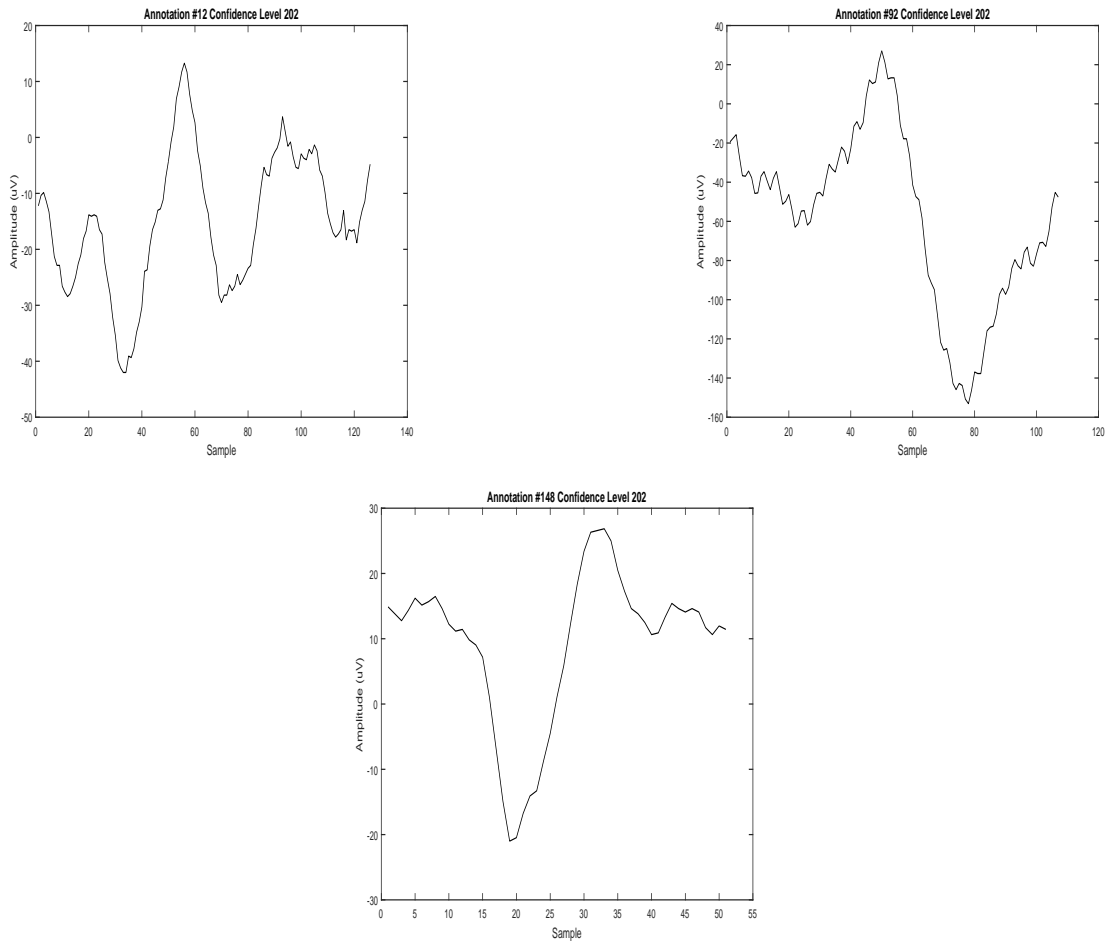 Annotation #12 Confidence Level 202
20
10
0
-10
-20
-30
-40
-50
Amplitude (uV)
0 20 40 60 80 100 120 140
Sample
Annotation #92 Confidence Level 202
40
20
0
-20
-40
-60
-80
-100
-120
-140
-160
Amplitude (uV)
0 20 40 60 80 100 120
Sample
Annotation #148 Confidence Level 202
30
20
10
0
-10
-20
-30
Amplitude (uV)
0 5 10 15 20 25 30 35 40 45 50 55
Sample